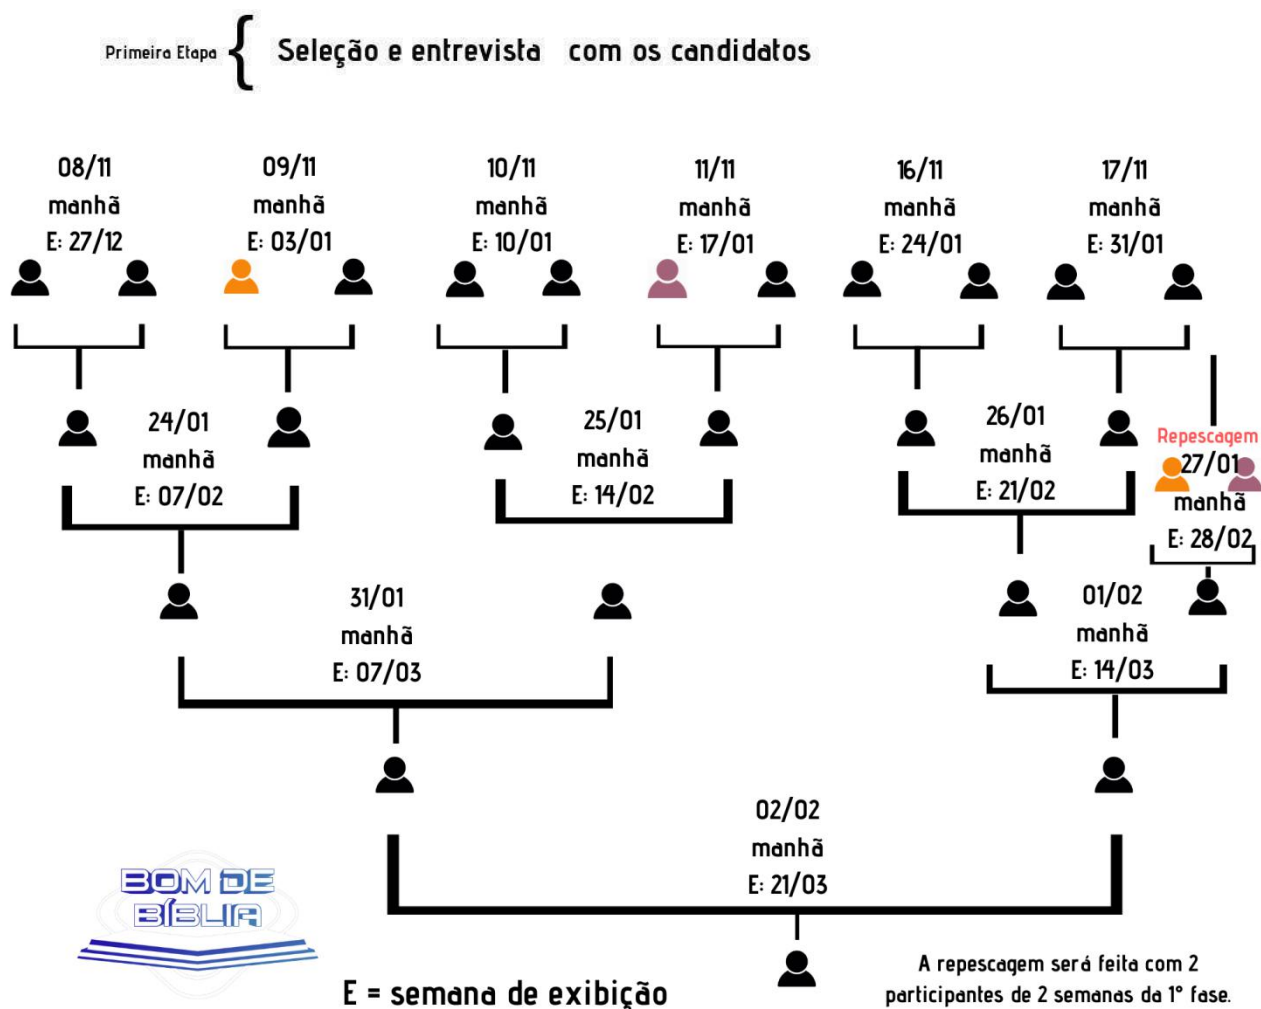 Primeira Etapa { Seleção e entrevista com os candidatos
08/11
manhã
E: 27/12
09/11
manhã
E: 03/01
10/11
manhã
E: 10/01
11/11
manhã
E: 17/01
16/11
manhã
E: 24/01
17/11
manhã
E: 31/01
24/01
manhã
E: 07/02
25/01
manhã
E: 14/02
26/01
manhã
E: 21/02
Repescagem
27/01
manhã
E: 28/02
31/01
manhã
E: 07/03
01/02
manhã
E: 14/03
02/02
manhã
E: 21/03
BOM DE
BÍBLIA
E = semana de exibição
A repescagem será feita com 2
participantes de 2 semanas da 1° fase.